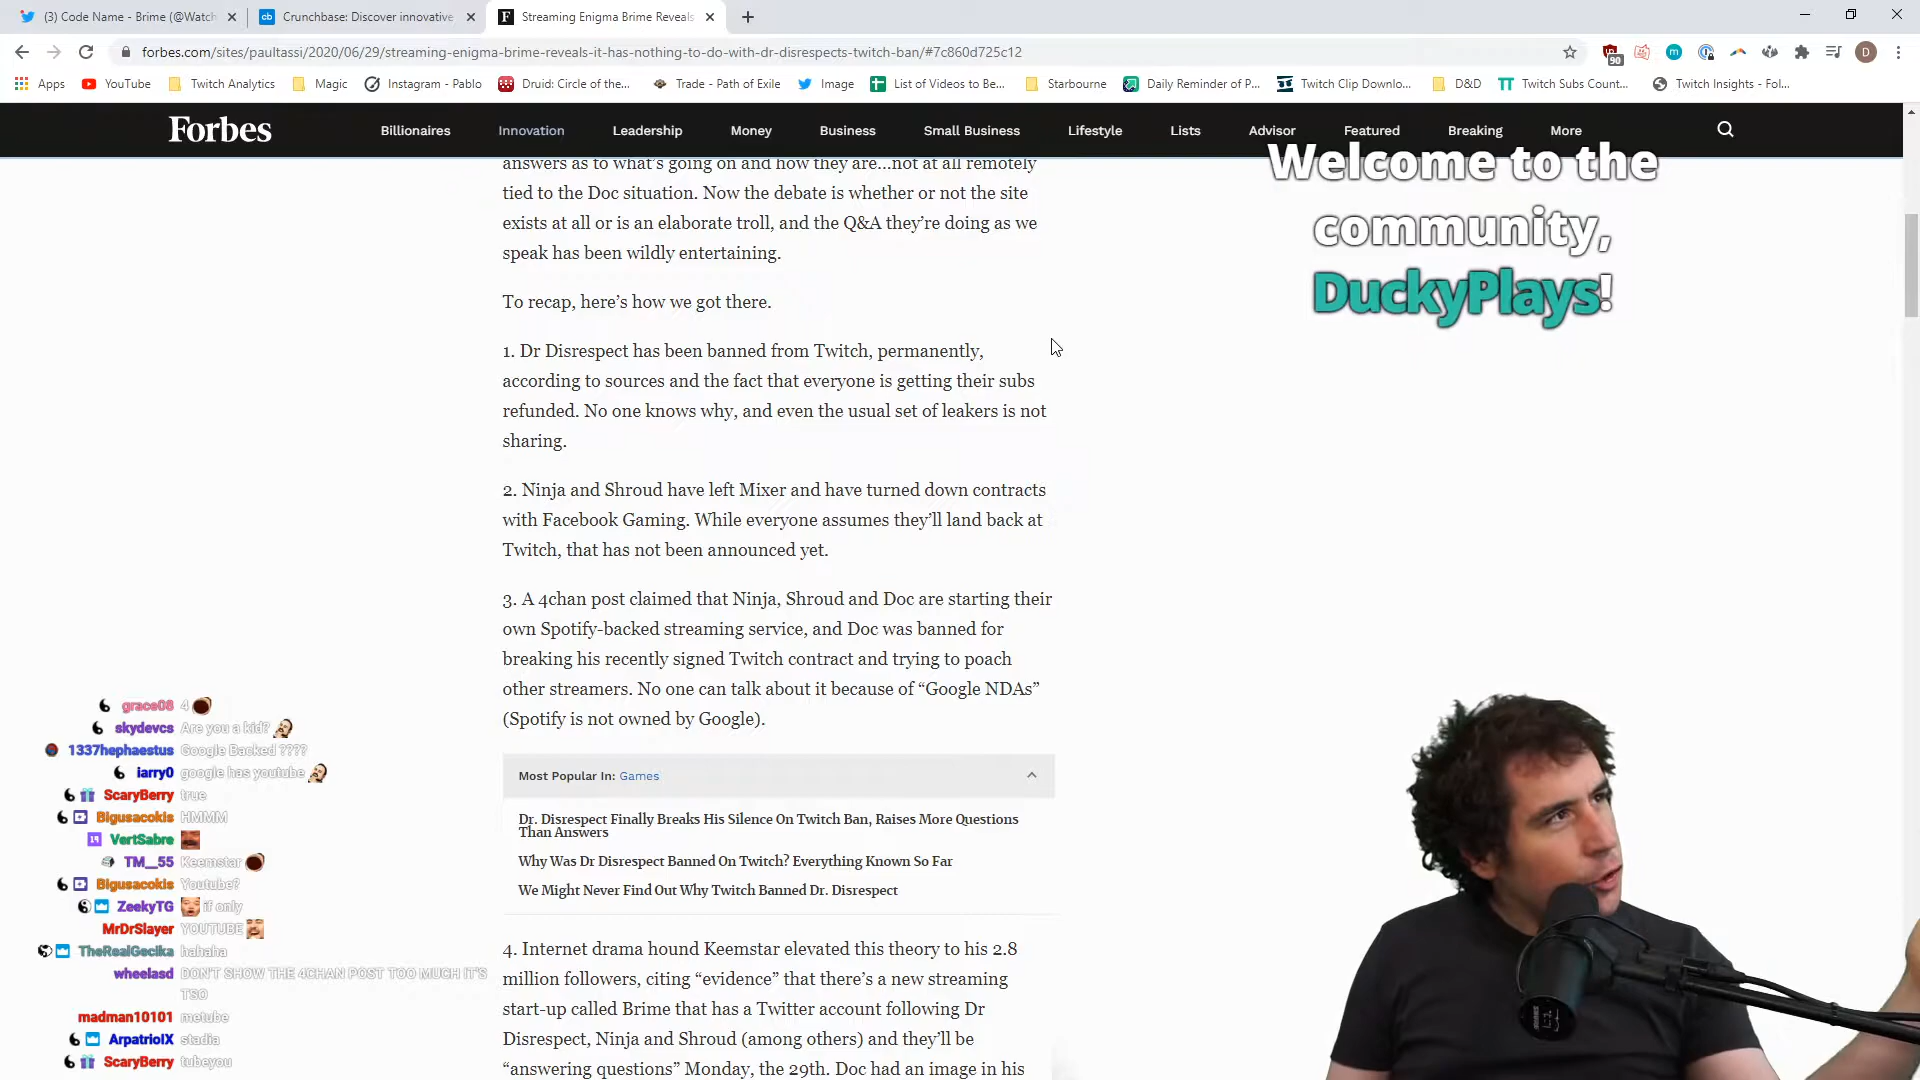 (3) Code Name - Brime (@Watch
Crunchbase: Discover innovative
Streaming Enigma Brime Reveals
forbes.com/sites/paultassi/2020/06/29/streaming-enigma-brime-reveals-it-has-nothing-to-do-with-dr-disrespects-twitch-ban/#7c860d725c12
90
D
Apps
YouTube
Twitch Analytics
Magic
Instagram - Pablo
Druid: Circle of the...
Trade - Path of Exile
Image
List of Videos to Be...
Starbourne
Daily Reminder of P...
Twitch Clip Downlo...
D&D
Twitch Subs Count...
Twitch Insights - Fol...
Forbes
Billionaires
Innovation
Leadership
Money
Business
Small Business
Lifestyle
Lists
Advisor
Featured
Breaking
More
answers as to what's going on and how they are...not at all remotely
tied to the Doc situation. Now the debate is whether or not the site
exists at all or is an elaborate troll, and the Q&A they're doing as we
speak has been wildly entertaining.
To recap, here's how we got there.
1. Dr Disrespect has been banned from Twitch, permanently,
according to sources and the fact that everyone is getting their subs
refunded. No one knows why, and even the usual set of leakers is not
sharing.
2. Ninja and Shroud have left Mixer and have turned down contracts
with Facebook Gaming. While everyone assumes they'll land back at
Twitch, that has not been announced yet.
3. A 4chan post claimed that Ninja, Shroud and Doc are starting their
own Spotify-backed streaming service, and Doc was banned for
breaking his recently signed Twitch contract and trying to poach
other streamers. No one can talk about it because of “Google NDAs”
(Spotify is not owned by Google).
Most Popular In: Games
Dr. Disrespect Finally Breaks His Silence On Twitch Ban, Raises More Questions
Than Answers
Why Was Dr Disrespect Banned On Twitch? Everything Known So Far
We Might Never Find Out Why Twitch Banned Dr. Disrespect
4. Internet drama hound Keemstar elevated this theory to his 2.8
million followers, citing “evidence” that there's a new streaming
start-up called Brime that has a Twitter account following Dr
Disrespect, Ninja and Shroud (among others) and they'll be
“answering questions” Monday, the 29th. Doc had an image in his
Welcome to the
community,
DuckyPlays!
grace08 4
skydevcs Are you a kid?
1337hephaestus Google Backed ????
iarry0 google has youtube
ScaryBerry true
Bigusacokis HMMM
VertSabre
TM__55 Keemstar
Bigusacokis Youtube?
ZeekyTG if only
MrDrSlayer YOUTUBE
TheRealGecika hahaha
wheelasd DON'T SHOW THE 4CHAN POST TOO MUCH IT'S
TSO
madman10101 metube
ArpatriolX stadia
ScaryBerry tubeyou